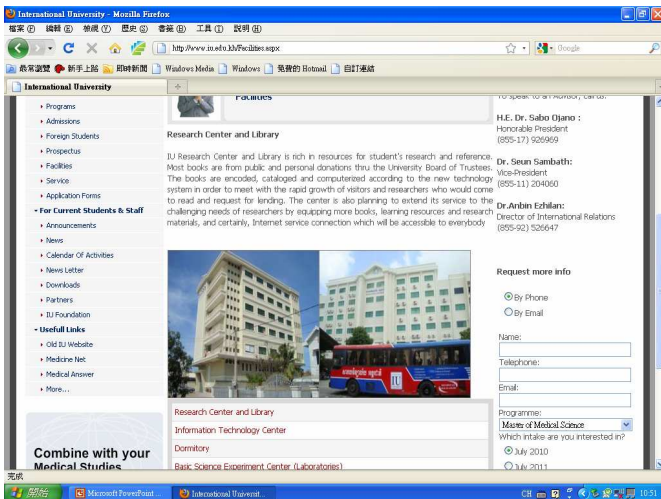 International University - Mozilla Firefox
檔案(F) 編輯(E) 檢視(V) 歷史(S) 書籤(B) 工具(T) 說明(H)
http://www.iu.edu.kh/Facilities.aspx
Google
最常瀏覽 新手上路 即時新聞 Windows Media Windows 免費的 Hotmail 自訂連結
International University
Programs
Admissions
Foreign Students
Prospectus
Facilities
Service
Application Forms
For Current Students & Staff
Announcements
News
Calendar Of Activities
News Letter
Downloads
Partners
IU Foundation
Usefull Links
Old IU Website
Medicine Net
Medical Answer
More...
Combine with your
Medical Studies
Facilities
Research Center and Library
IU Research Center and Library is rich in resources for student's research and reference.
Most books are from public and personal donations thru the University Board of Trustees.
The books are encoded, cataloged and computerized according to the new technology
system in order to meet with the rapid growth of visitors and researchers who would come
to read and request for lending. The center is also planning to extend its service to the
challenging needs of researchers by equipping more books, learning resources and research
materials, and certainly, Internet service connection which will be accessible to everybody
IU
Research Center and Library
Information Technology Center
Dormitory
Basic Science Experiment Center (Laboratories)
To speak to an Advisor, call us:
H.E. Dr. Sabo Ojano :
Honorable President
(855-17) 926969
Dr. Seun Sambath:
Vice-President
(855-11) 204060
Dr.Anbin Ezhilan:
Director of International Relations
(855-92) 526647
Request more info
By Phone
By Email
Name:
Telephone:
Email:
Programme:
Master of Medical Science
Which intake are you interested in?
July 2010
July 2011
完成
開始
Microsoft PowerPoint ...
International Universit...
CH
10:51